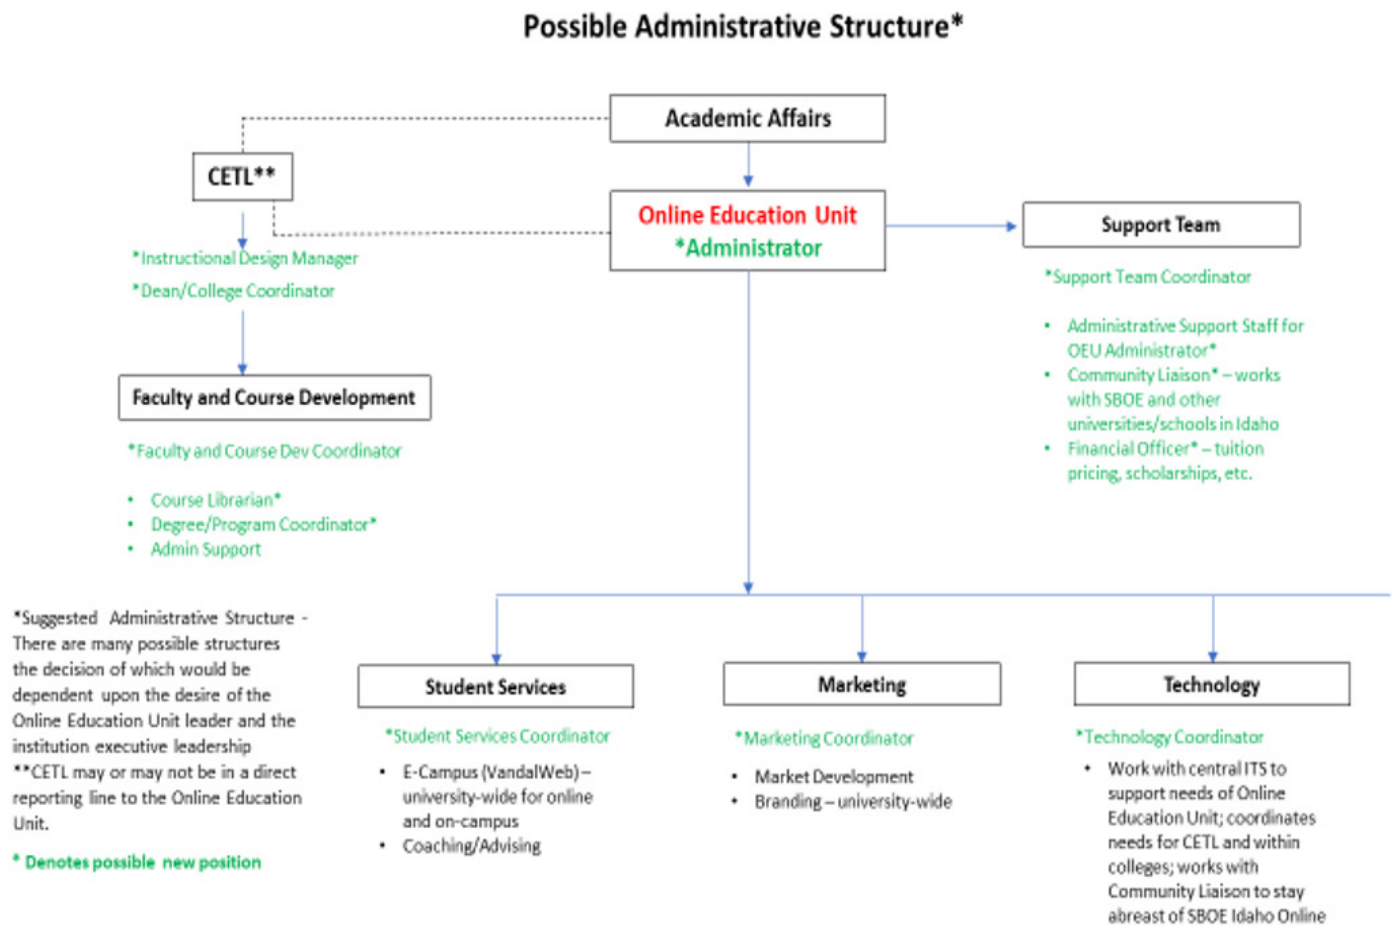 Possible Administrative Structure*
Academic Affairs
CETL**
Online Education Unit
*Administrator
Support Team
*Instructional Design Manager
*Dean/College Coordinator
*Support Team Coordinator
• Administrative Support Staff for
OEU Administrator*
• Community Liaison* – works
with SBOE and other
universities/schools in Idaho
• Financial Officer* – tuition
pricing, scholarships, etc.
Faculty and Course Development
*Faculty and Course Dev Coordinator
• Course Librarian*
• Degree/Program Coordinator*
• Admin Support
*Suggested Administrative Structure -
There are many possible structures
the decision of which would be
dependent upon the desire of the
Online Education Unit leader and the
institution executive leadership
**CETL may or may not be in a direct
reporting line to the Online Education
Unit.
* Denotes possible new position
Student Services
*Student Services Coordinator
• E-Campus (VandalWeb) –
university-wide for online
and on-campus
• Coaching/Advising
Marketing
*Marketing Coordinator
• Market Development
• Branding – university-wide
Technology
*Technology Coordinator
• Work with central ITS to
support needs of Online
Education Unit; coordinates
needs for CETL and within
colleges; works with
Community Liaison to stay
abreast of SBOE Idaho Online